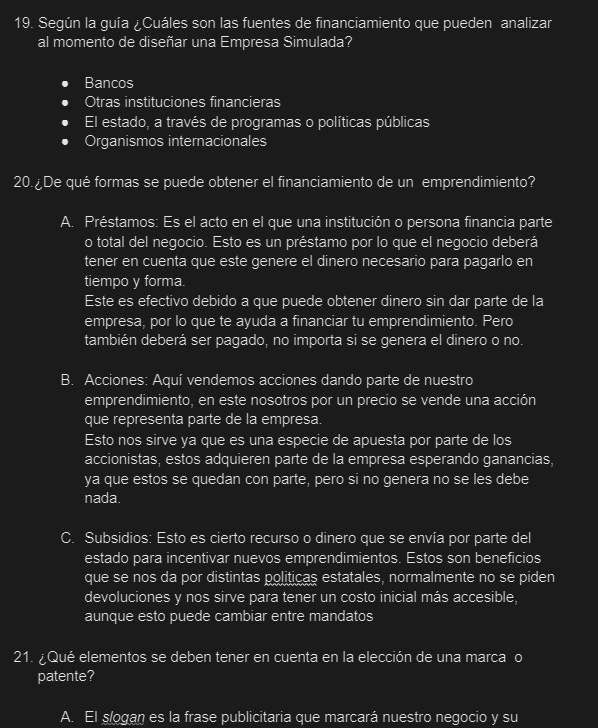 19. Según la guía ¿Cuáles son las fuentes de financiamiento que pueden analizar
al momento de diseñar una Empresa Simulada?
● Bancos
● Otras instituciones financieras
● El estado, a través de programas o políticas públicas
● Organismos internacionales
20.¿De qué formas se puede obtener el financiamiento de un emprendimiento?
A. Préstamos: Es el acto en el que una institución o persona financia parte
o total del negocio. Esto es un préstamo por lo que el negocio deberá
tener en cuenta que este genere el dinero necesario para pagarlo en
tiempo y forma.
Este es efectivo debido a que puede obtener dinero sin dar parte de la
empresa, por lo que te ayuda a financiar tu emprendimiento. Pero
también deberá ser pagado, no importa si se genera el dinero o no.
B. Acciones: Aquí vendemos acciones dando parte de nuestro
emprendimiento, en este nosotros por un precio se vende una acción
que representa parte de la empresa.
Esto nos sirve ya que es una especie de apuesta por parte de los
accionistas, estos adquieren parte de la empresa esperando ganancias,
ya que estos se quedan con parte, pero si no genera no se les debe
nada.
C. Subsidios: Esto es cierto recurso o dinero que se envía por parte del
estado para incentivar nuevos emprendimientos. Estos son beneficios
que se nos da por distintas politicas estatales, normalmente no se piden
devoluciones y nos sirve para tener un costo inicial más accesible,
aunque esto puede cambiar entre mandatos
21. ¿Qué elementos se deben tener en cuenta en la elección de una marca o
patente?
A. El slogan es la frase publicitaria que marcará nuestro negocio y su